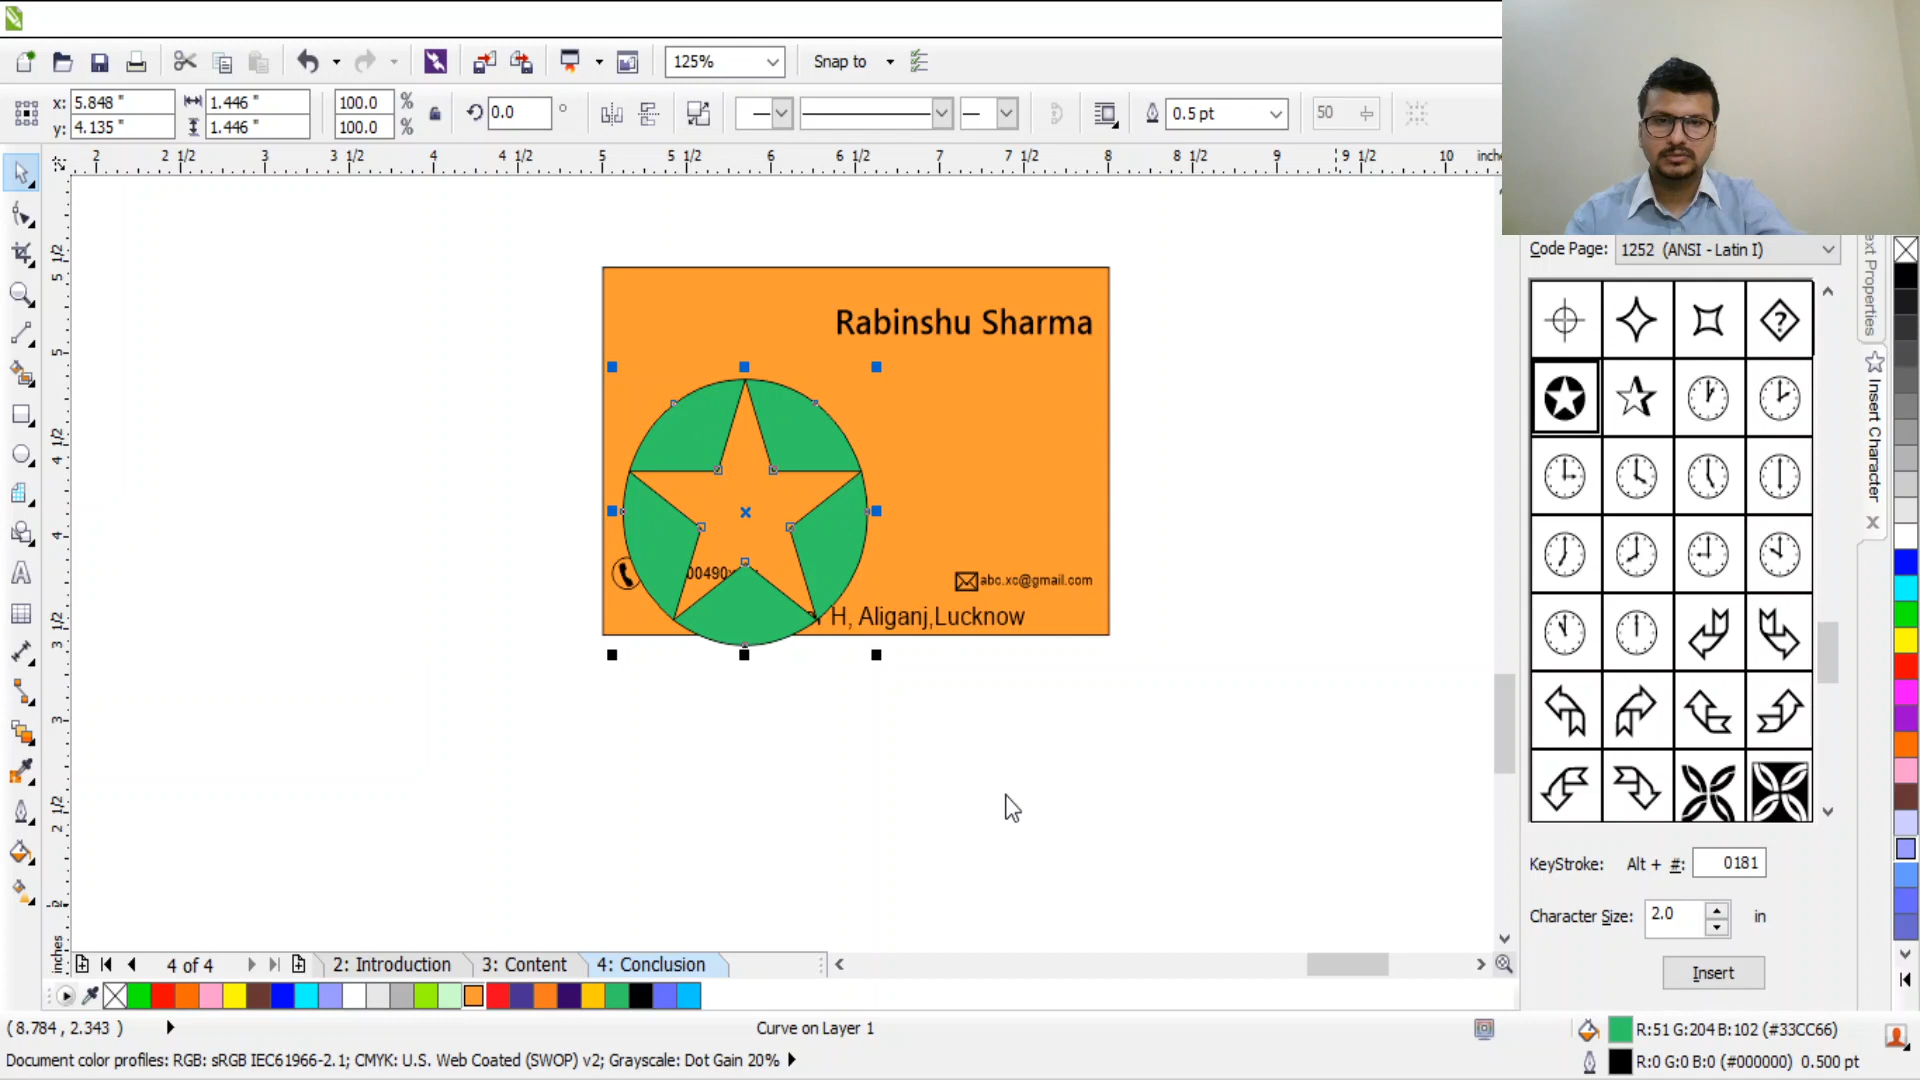 125%
Snap to
x: 5.848 "
1.446 "
100.0 %
0.0 °
0.5 pt
50
y: 4.135 "
1.446 "
100.0 %
2 2 1/2 3 3 1/2 4 4 1/2 5 5 1/2 6 6 1/2 7 7 1/2 8 8 1/2 9 9 1/2 10
Code Page: 1252 (ANSI - Latin I)
ext Properties
Insert Character
Rabinshu Sharma
00490
abc.xc@gmail.com
H, Aliganj,Lucknow
?
KeyStroke: Alt + #: 0181
Character Size: 2.0 in
Insert
inches
4 of 4
2: Introduction
3: Content
4: Conclusion
(8.784 , 2.343 )
Curve on Layer 1
R:51 G:204 B:102 (#33CC66)
Document color profiles: RGB: sRGB IEC61966-2.1; CMYK: U.S. Web Coated (SWOP) v2; Grayscale: Dot Gain 20%
R:0 G:0 B:0 (#000000) 0.500 pt